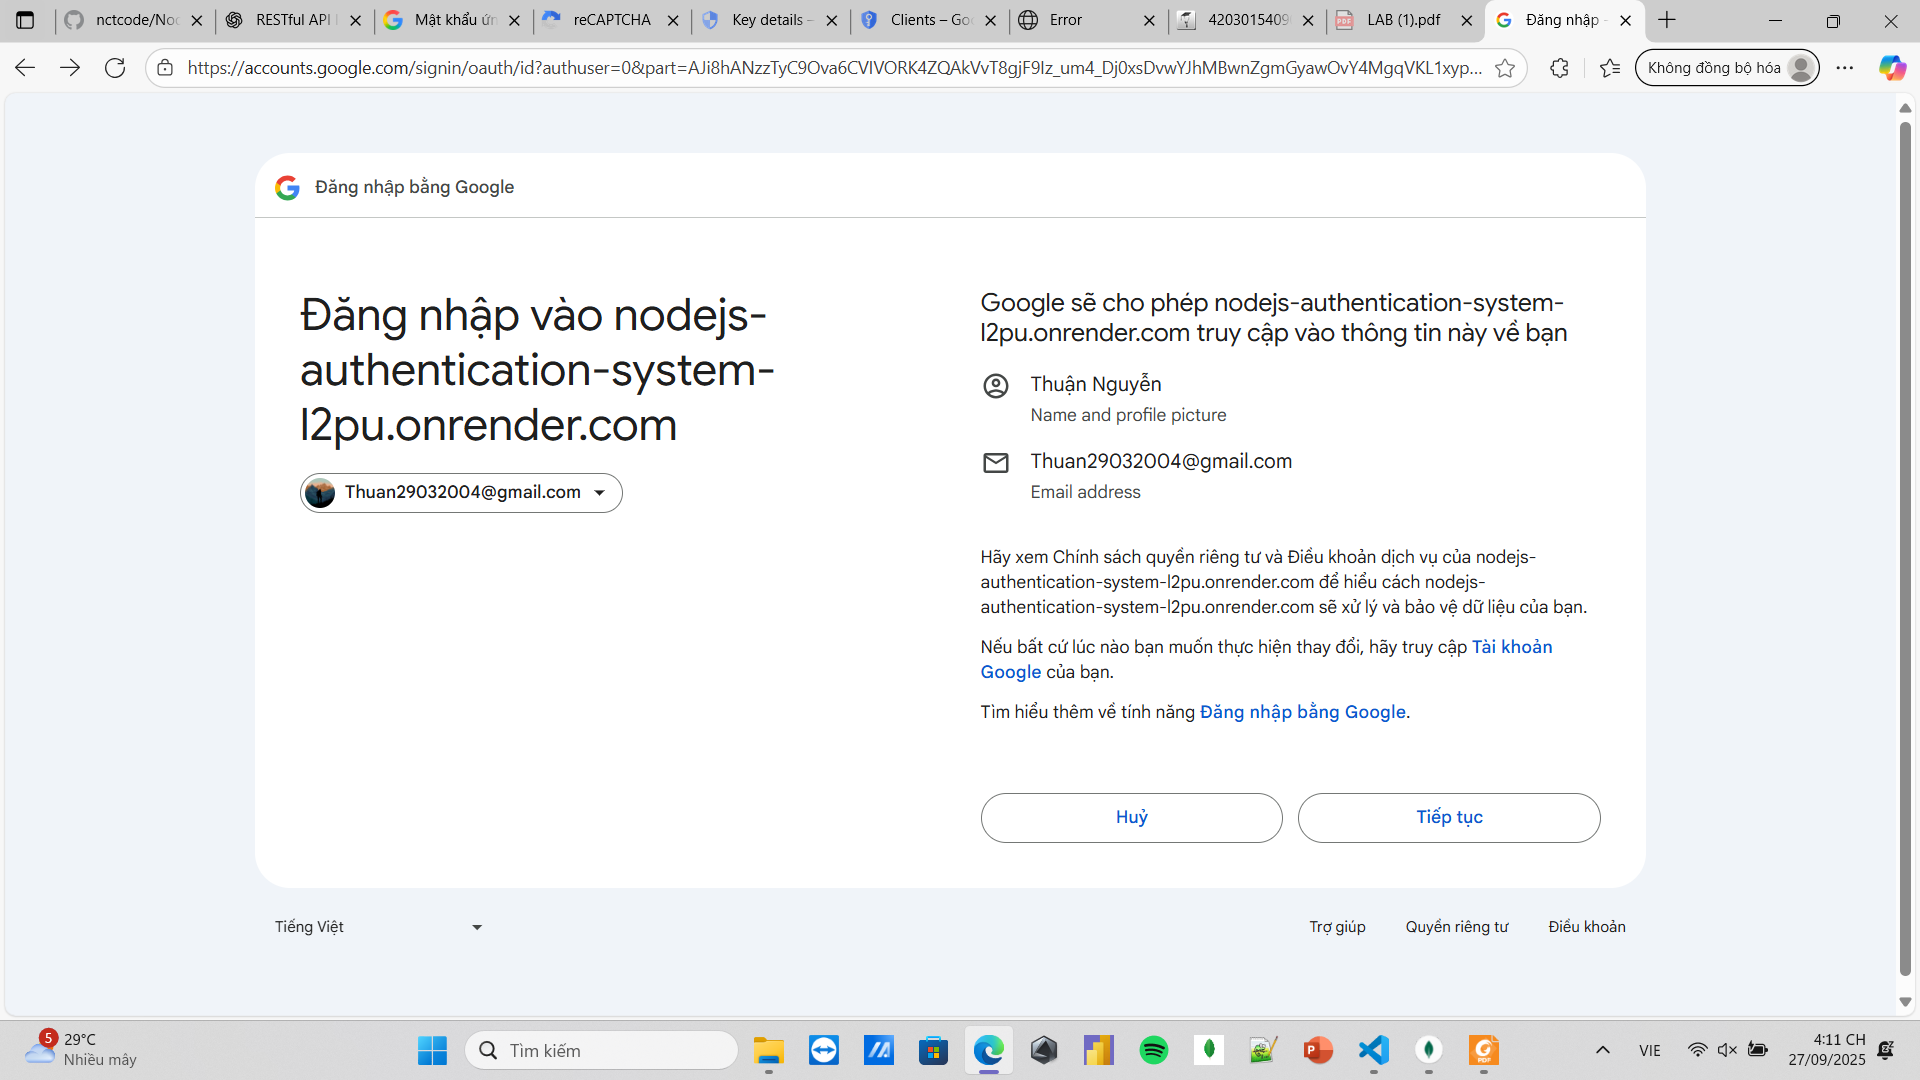 nctcode/Noc
RESTful API
Mật khẩu ứn
reCAPTCHA
Key details –
Clients – Goo
Error
420301540
LAB (1).pdf
Đăng nhập -
https://accounts.google.com/signin/oauth/id?authuser=0&part=AJi8hANzzTyC9Ova6CVIVORK4ZQAkVvT8gjF9Iz_um4_Dj0xsDvwYJhMBwnZgmGyawOvY4MgqVKL1xyp...
Không đồng bộ hóa
Đăng nhập bằng Google
Đăng nhập vào nodejs-
authentication-system-
l2pu.onrender.com
Thuan29032004@gmail.com
Google sẽ cho phép nodejs-authentication-system-
l2pu.onrender.com truy cập vào thông tin này về bạn
Thuận Nguyễn
Name and profile picture
Thuan29032004@gmail.com
Email address
Hãy xem Chính sách quyền riêng tư và Điều khoản dịch vụ của nodejs-
authentication-system-l2pu.onrender.com để hiểu cách nodejs-
authentication-system-l2pu.onrender.com sẽ xử lý và bảo vệ dữ liệu của bạn.
Nếu bất cứ lúc nào bạn muốn thực hiện thay đổi, hãy truy cập Tài khoản
Google của bạn.
Tìm hiểu thêm về tính năng Đăng nhập bằng Google.
Huỷ
Tiếp tục
Tiếng Việt
Trợ giúp
Quyền riêng tư
Điều khoản
5
29°C
Nhiều mây
Tìm kiếm
VIE
4:11 CH
27/09/2025